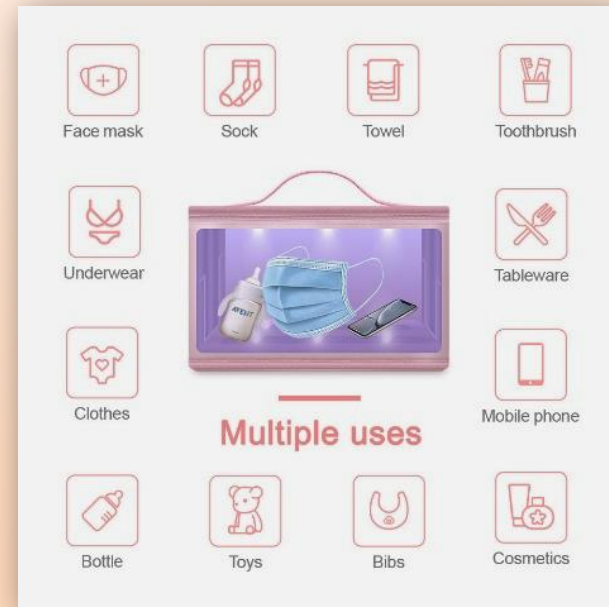 Face mask
Sock
Towel
Toothbrush
Underwear
Tableware
Clothes
Mobile phone
Multiple uses
Bottle
Toys
Bibs
Cosmetics